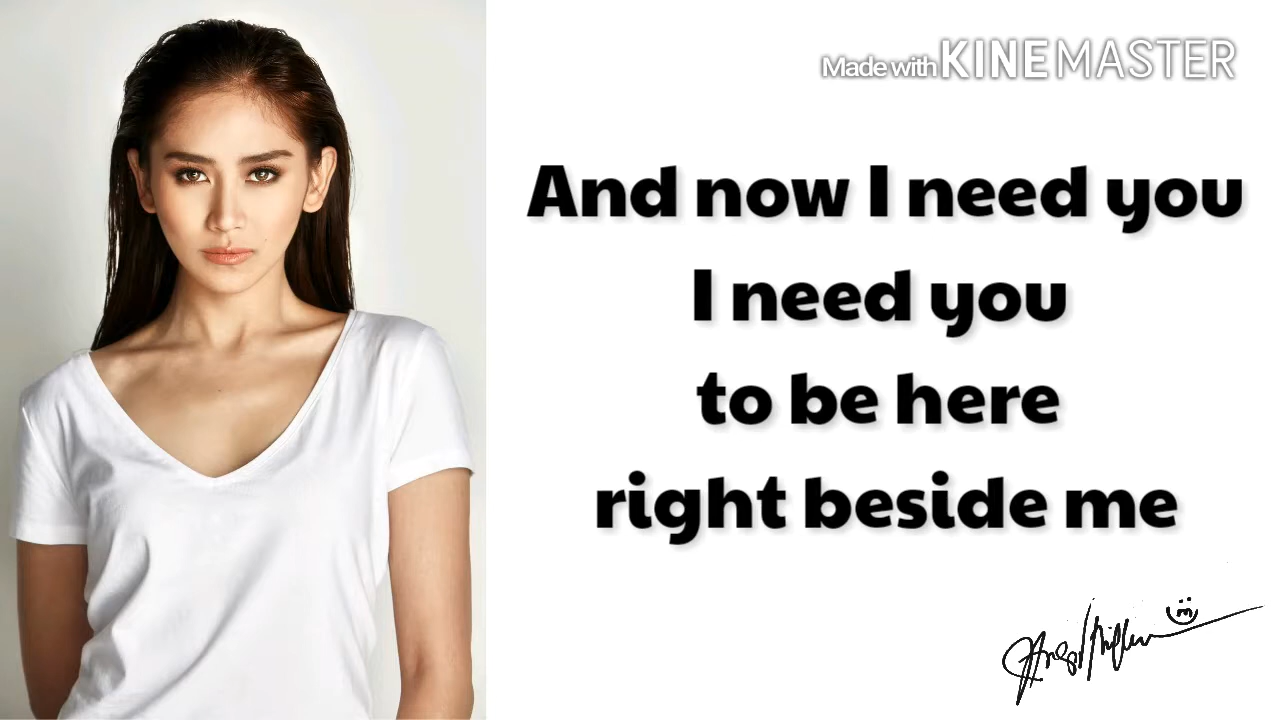 Made with KINEMASTER
And now I need you
I need you
to be here
right beside me